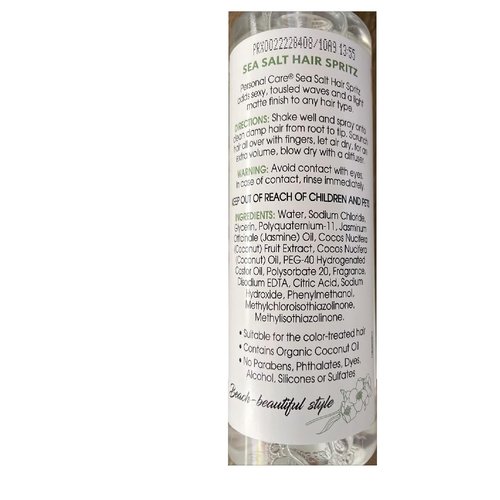 PRX0022228408/10A9 13:55
SEA SALT HAIR SPRITZ
Personal Care® Sea Salt Hair Spritz
adds sexy, tousled waves and a light
matte finish to any hair type.
DIRECTIONS: Shake well and spray onto
clean damp hair from root to tip. Scrunch
hair all over with fingers, let air dry, for an
extra volume, blow dry with a diffuser.
WARNING: Avoid contact with eyes.
In case of contact, rinse immediately.
KEEP OUT OF REACH OF CHILDREN AND PETS
INGREDIENTS: Water, Sodium Chloride,
Glycerin, Polyquaternium-11, Jasminum
Officinale (Jasmine) Oil, Cocos Nucifera
(Coconut) Fruit Extract, Cocos Nucifera
(Coconut) Oil, PEG-40 Hydrogenated
Castor Oil, Polysorbate 20, Fragrance,
Disodium EDTA, Citric Acid, Sodium
Hydroxide, Phenylmethanol,
Methylchloroisothiazolinone,
Methylisothiazolinone.
• Suitable for the color-treated hair
• Contains Organic Coconut Oil
• No Parabens, Phthalates, Dyes,
Alcohol, Silicones or Sulfates
Beach-beautiful style